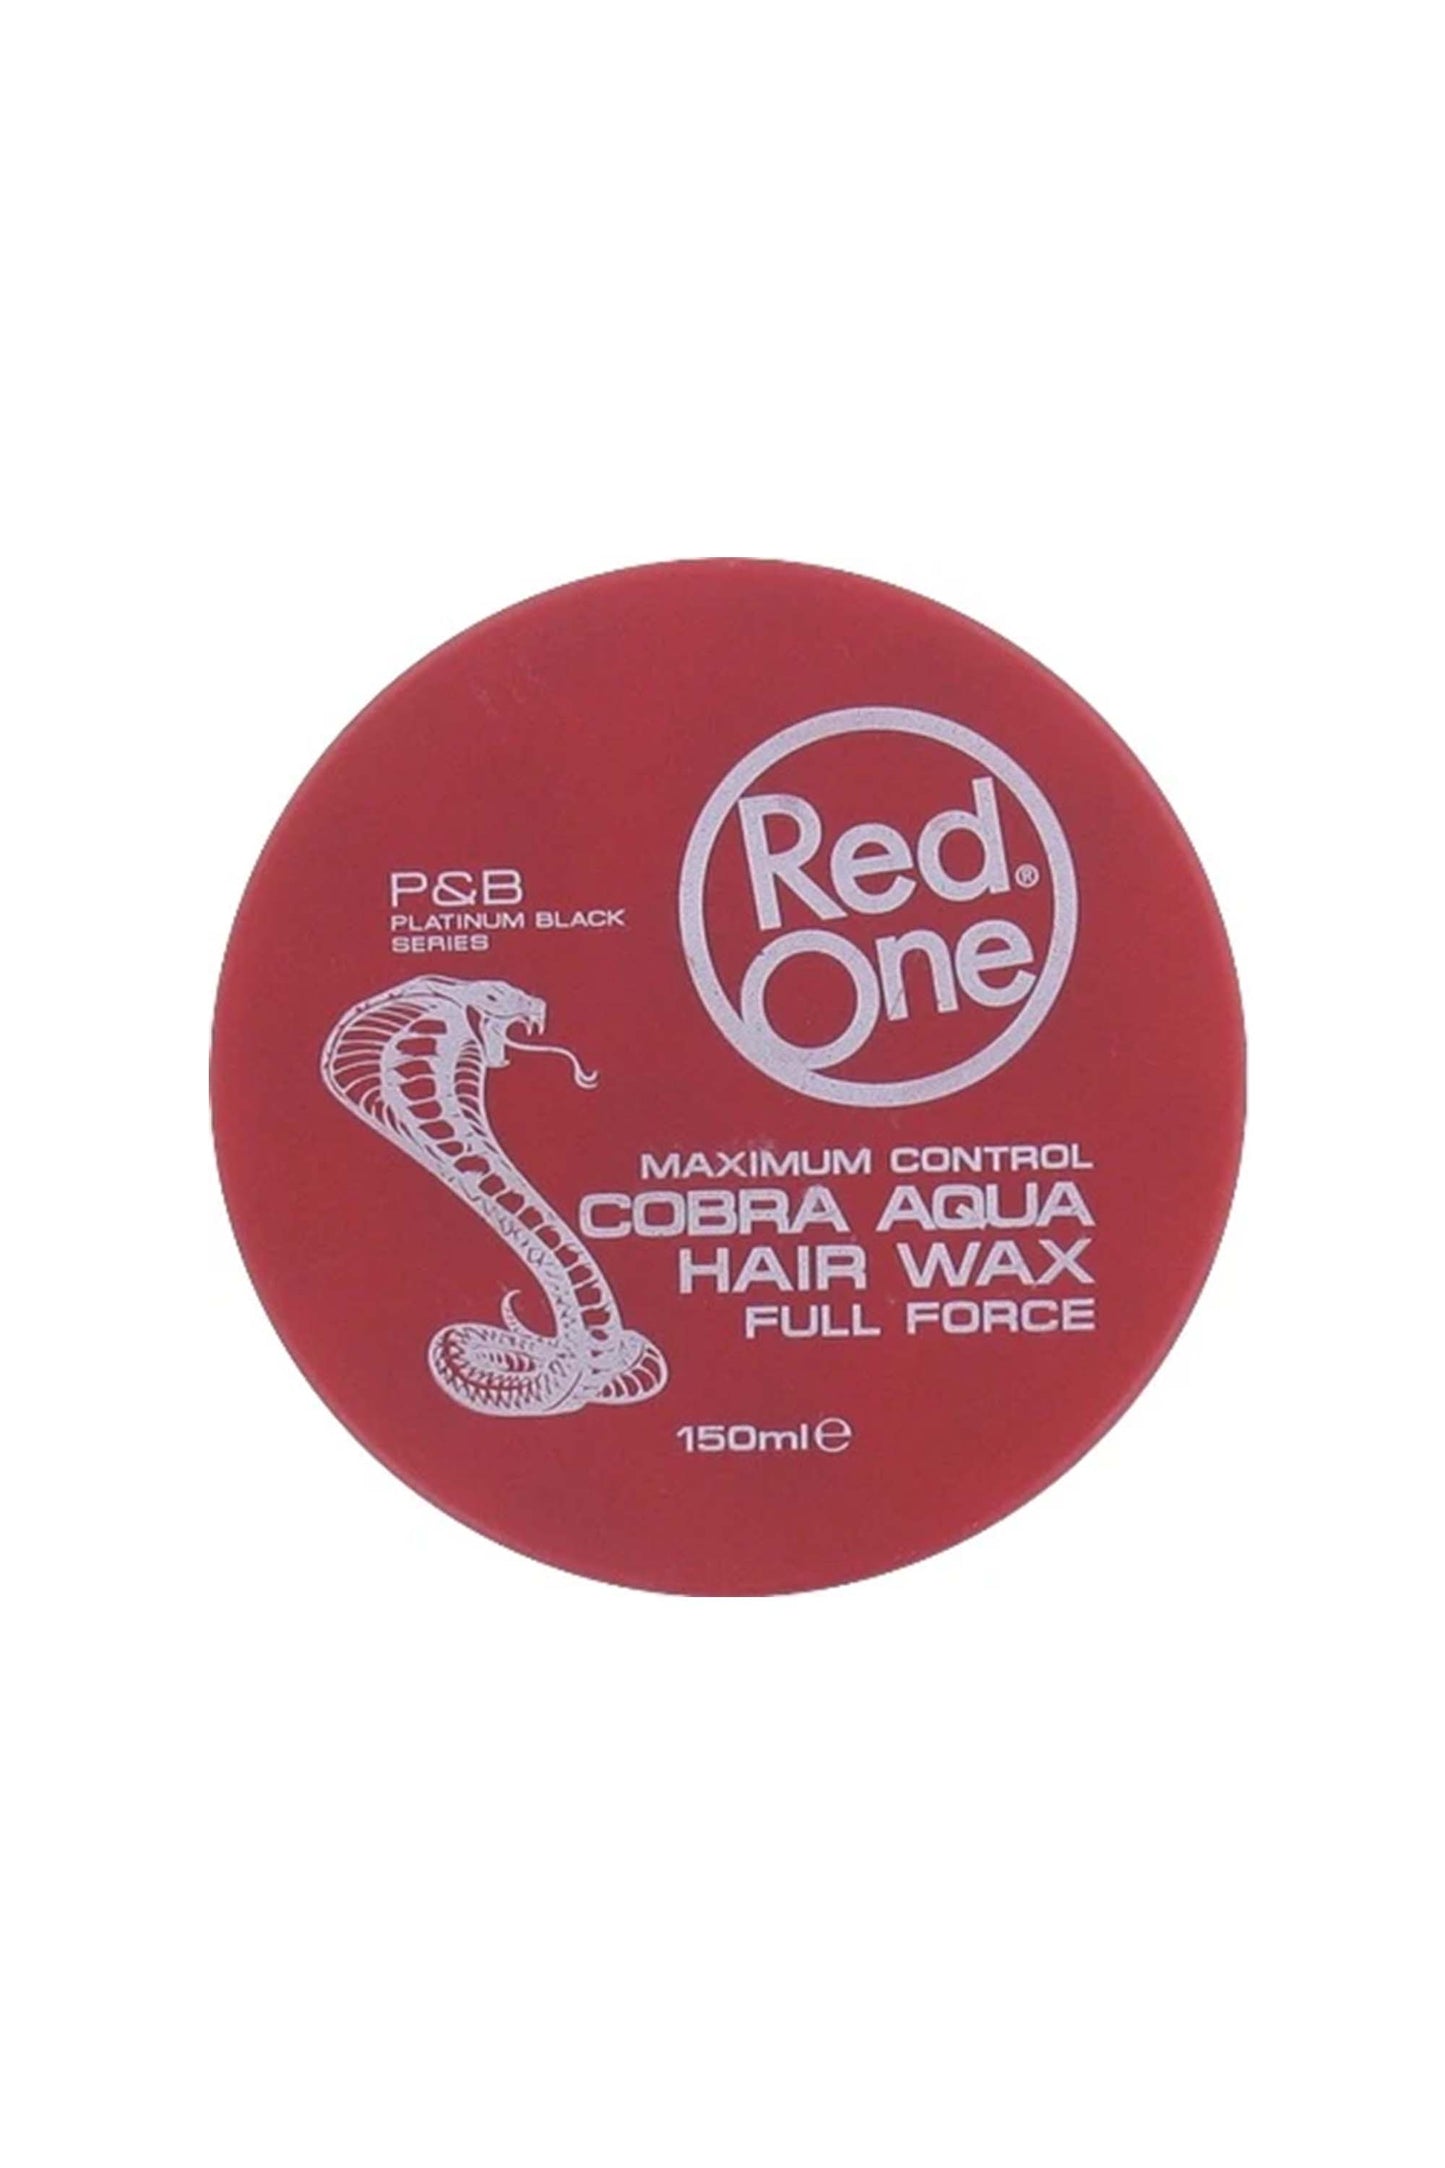 Red®
One
P&B
PLATINUM BLACK
SERIES
MAXIMUM CONTROL
COBRA AQUA
HAIR WAX
FULL FORCE
150ml℮